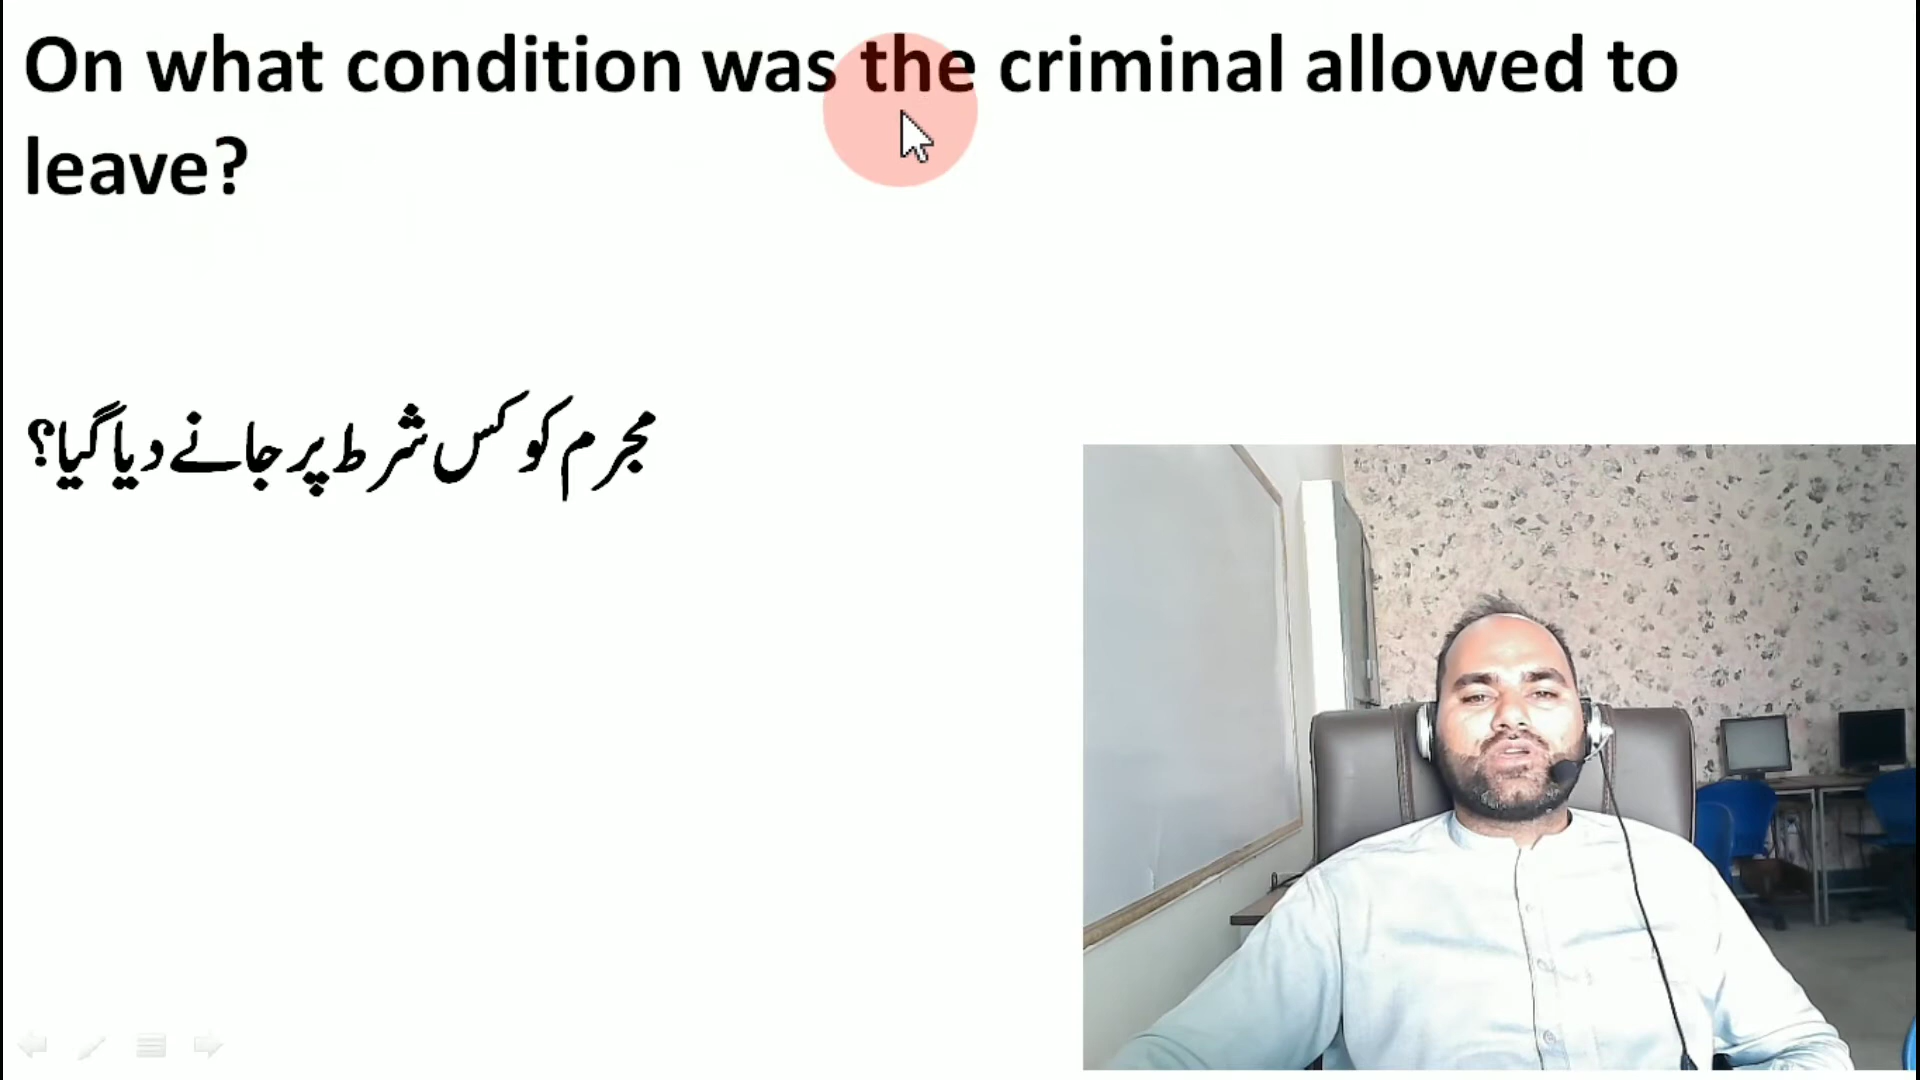 On what condition was the criminal allowed to
leave?
مجرم کو کس شرط پر جانے دیا گیا؟